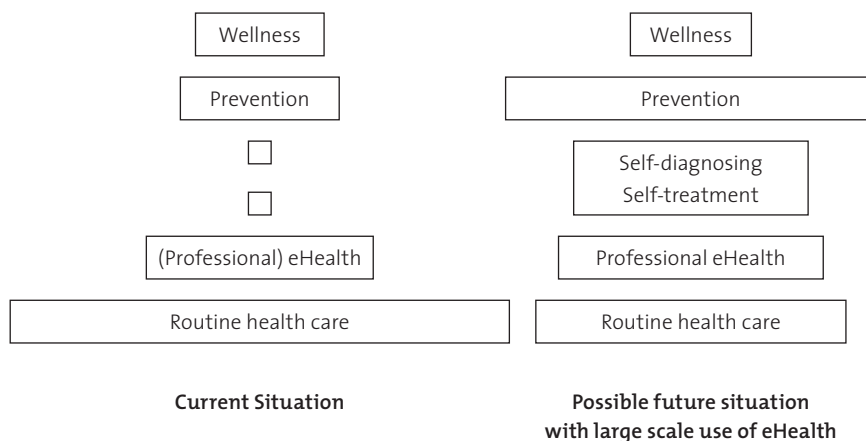 Wellness
Prevention
(Professional) eHealth
Routine health care
Current Situation
Wellness
Prevention
Self-diagnosing
Self-treatment
Professional eHealth
Routine health care
Possible future situation
with large scale use of eHealth